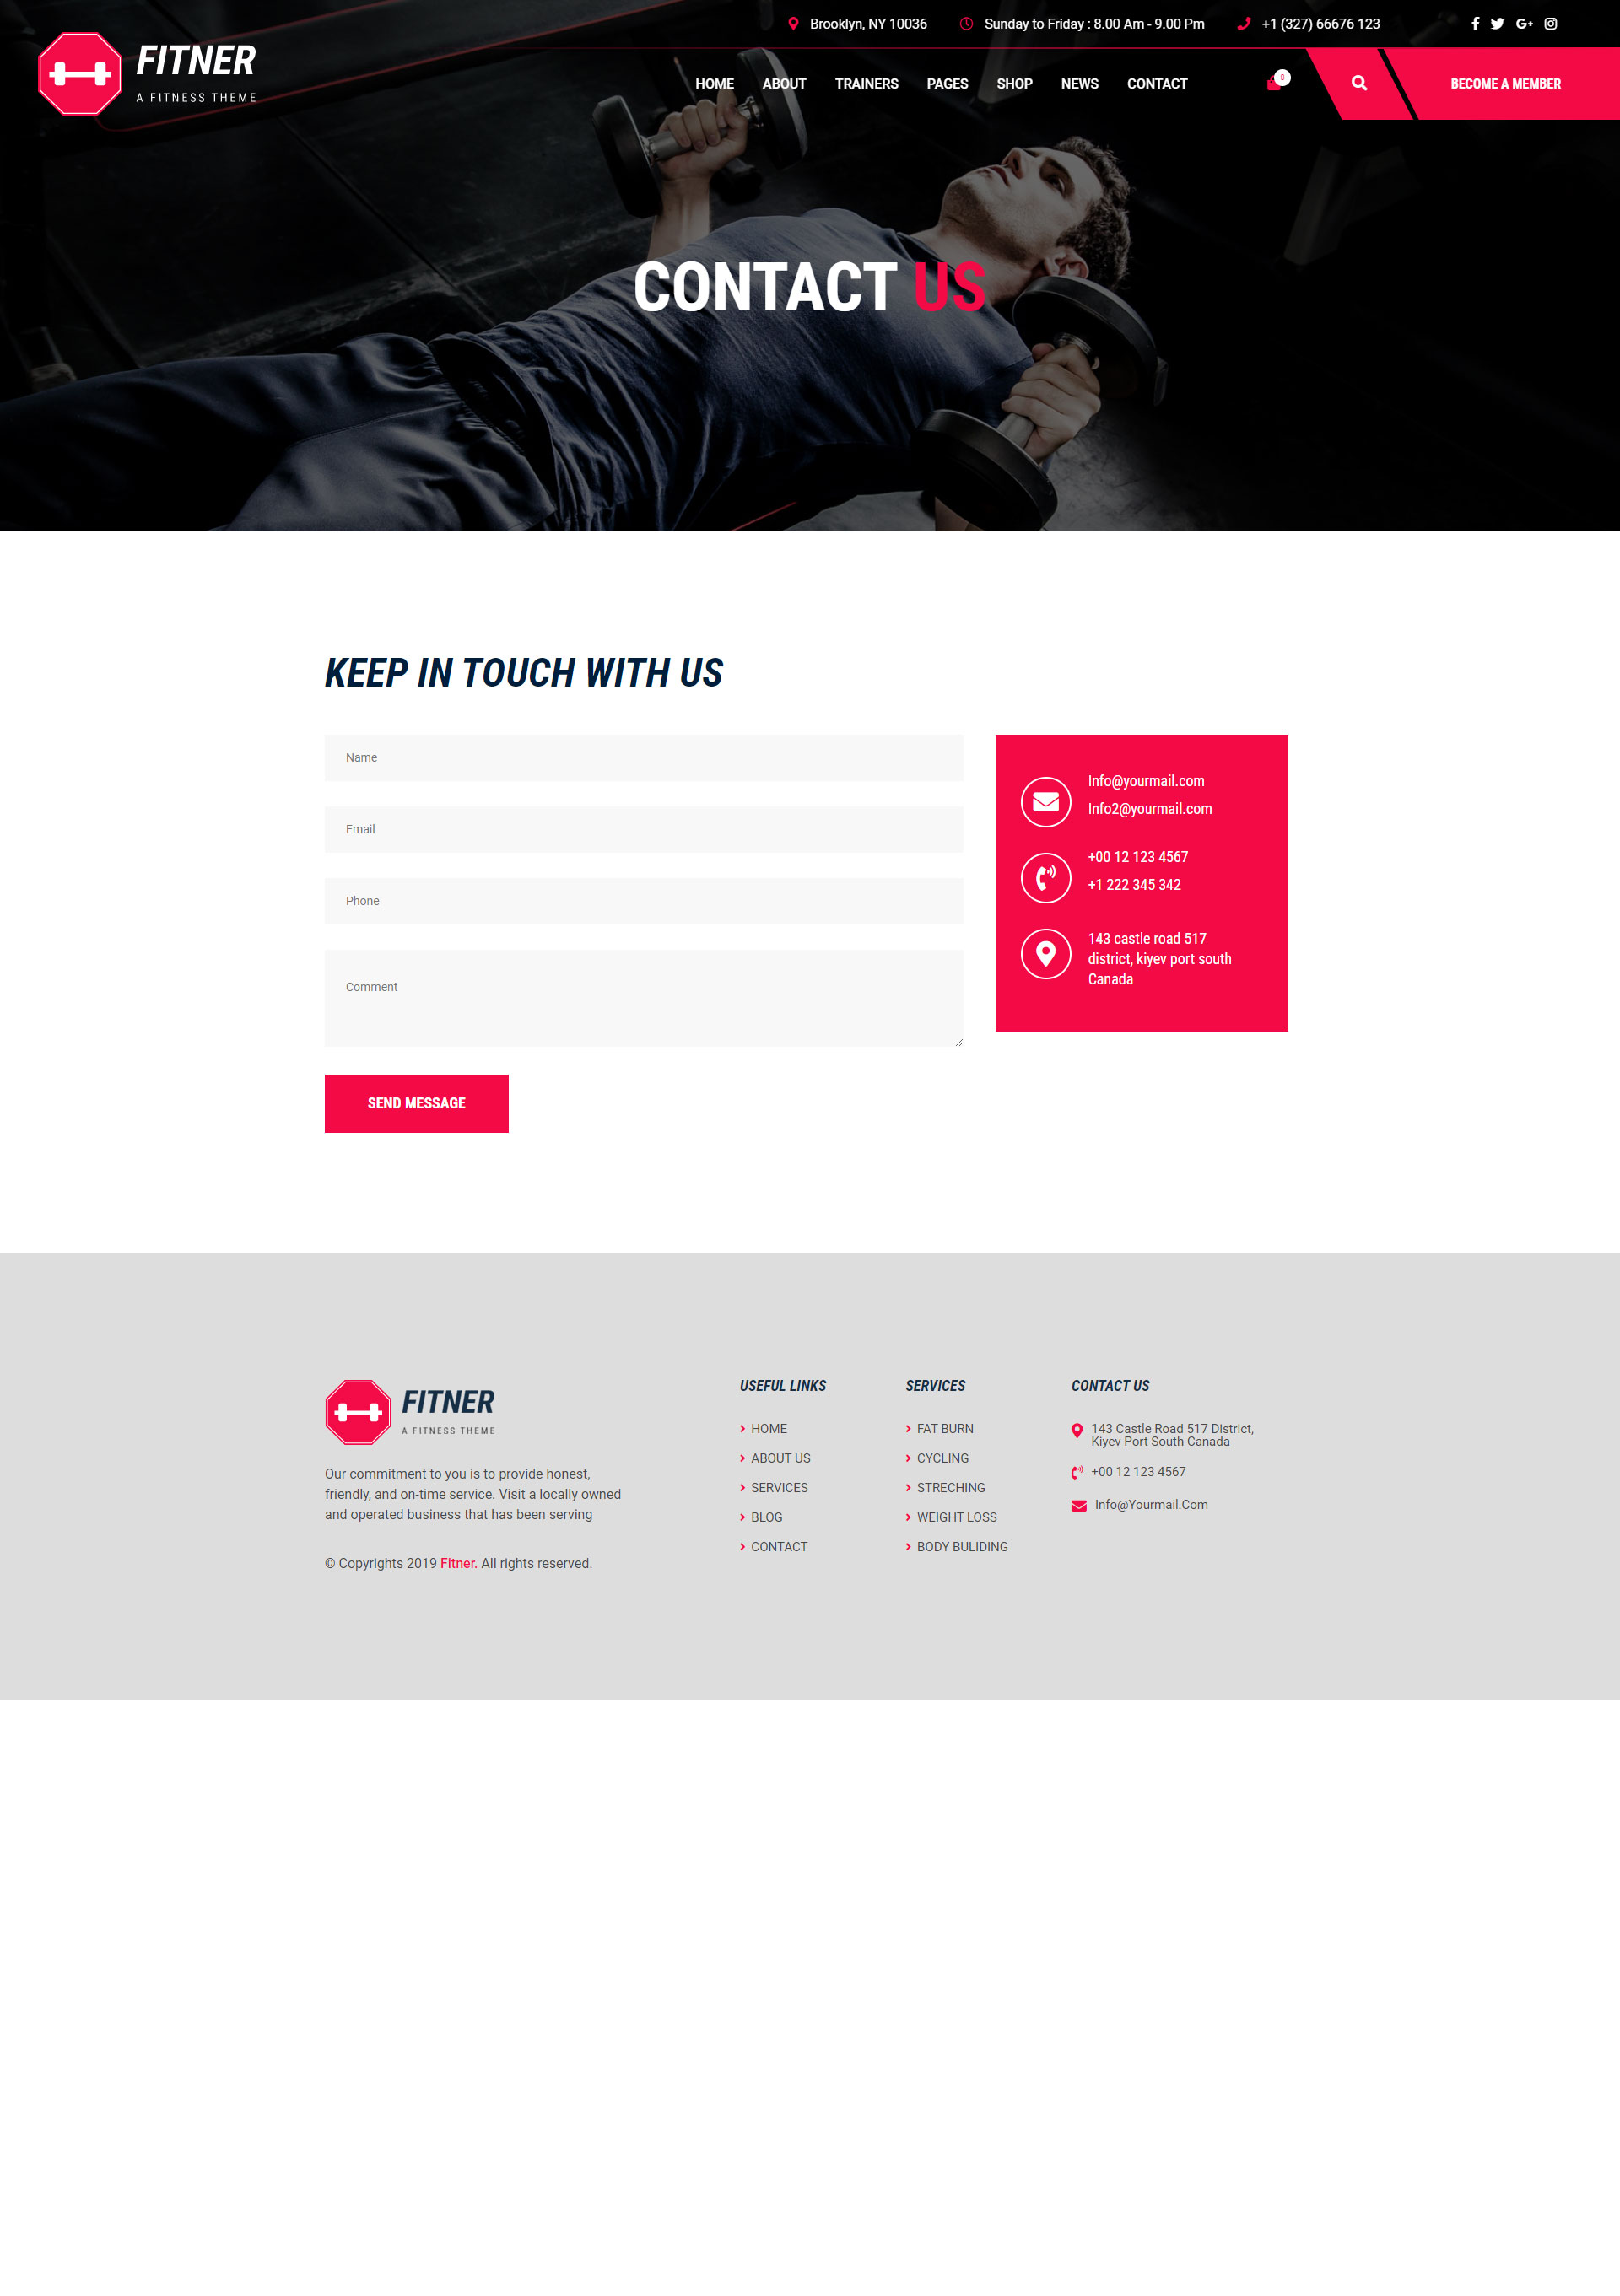 Brooklyn, NY 10036
Sunday to Friday : 8.00 Am - 9.00 Pm
+1 (327) 66676 123
FITNER
A FITNESS THEME
HOME
ABOUT
TRAINERS
PAGES
SHOP
NEWS
CONTACT
0
BECOME A MEMBER
CONTACT US
KEEP IN TOUCH WITH US
Name
Email
Phone
Comment
SEND MESSAGE
Info@yourmail.com
Info2@yourmail.com
+00 12 123 4567
+1 222 345 342
143 castle road 517
district, kiyev port south
Canada
FITNER
A FITNESS THEME
Our commitment to you is to provide honest,
friendly, and on-time service. Visit a locally owned
and operated business that has been serving
© Copyrights 2019 Fitner. All rights reserved.
USEFUL LINKS
HOME
ABOUT US
SERVICES
BLOG
CONTACT
SERVICES
FAT BURN
CYCLING
STRECHING
WEIGHT LOSS
BODY BULIDING
CONTACT US
143 Castle Road 517 District,
Kiyev Port South Canada
+00 12 123 4567
Info@Yourmail.Com